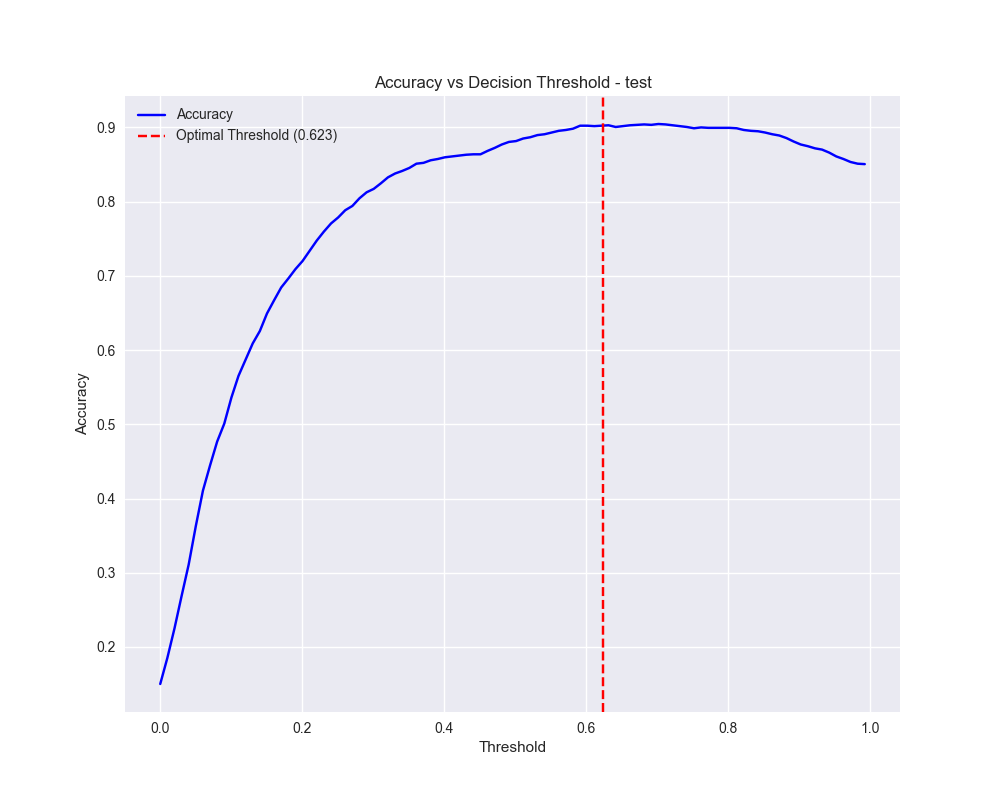 Accuracy vs Decision Threshold - test
Accuracy
Optimal Threshold (0.623)
0.9
0.8
0.7
0.6
0.5
0.4
0.3
0.2
Accuracy
0.0 0.2 0.4 0.6 0.8 1.0
Threshold